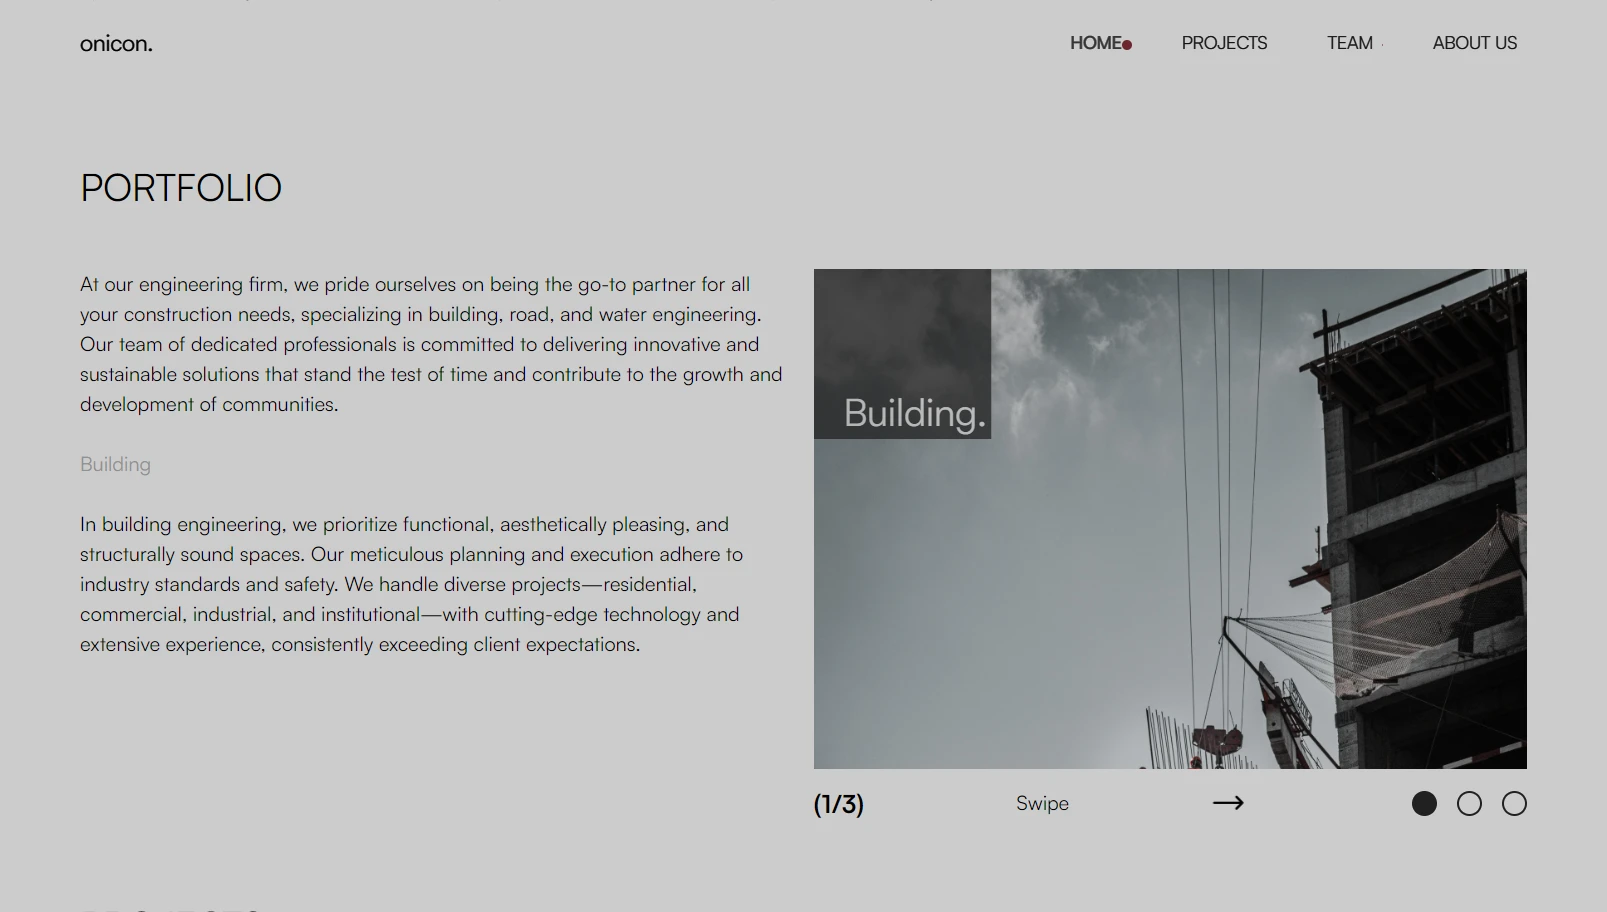 onicon.
HOME PROJECTS TEAM ABOUT US
PORTFOLIO
At our engineering firm, we pride ourselves on being the go-to partner for all
your construction needs, specializing in building, road, and water engineering.
Our team of dedicated professionals is committed to delivering innovative and
sustainable solutions that stand the test of time and contribute to the growth and
development of communities.
Building
In building engineering, we prioritize functional, aesthetically pleasing, and
structurally sound spaces. Our meticulous planning and execution adhere to
industry standards and safety. We handle diverse projects—residential,
commercial, industrial, and institutional—with cutting-edge technology and
extensive experience, consistently exceeding client expectations.
Building.
(1/3) Swipe →